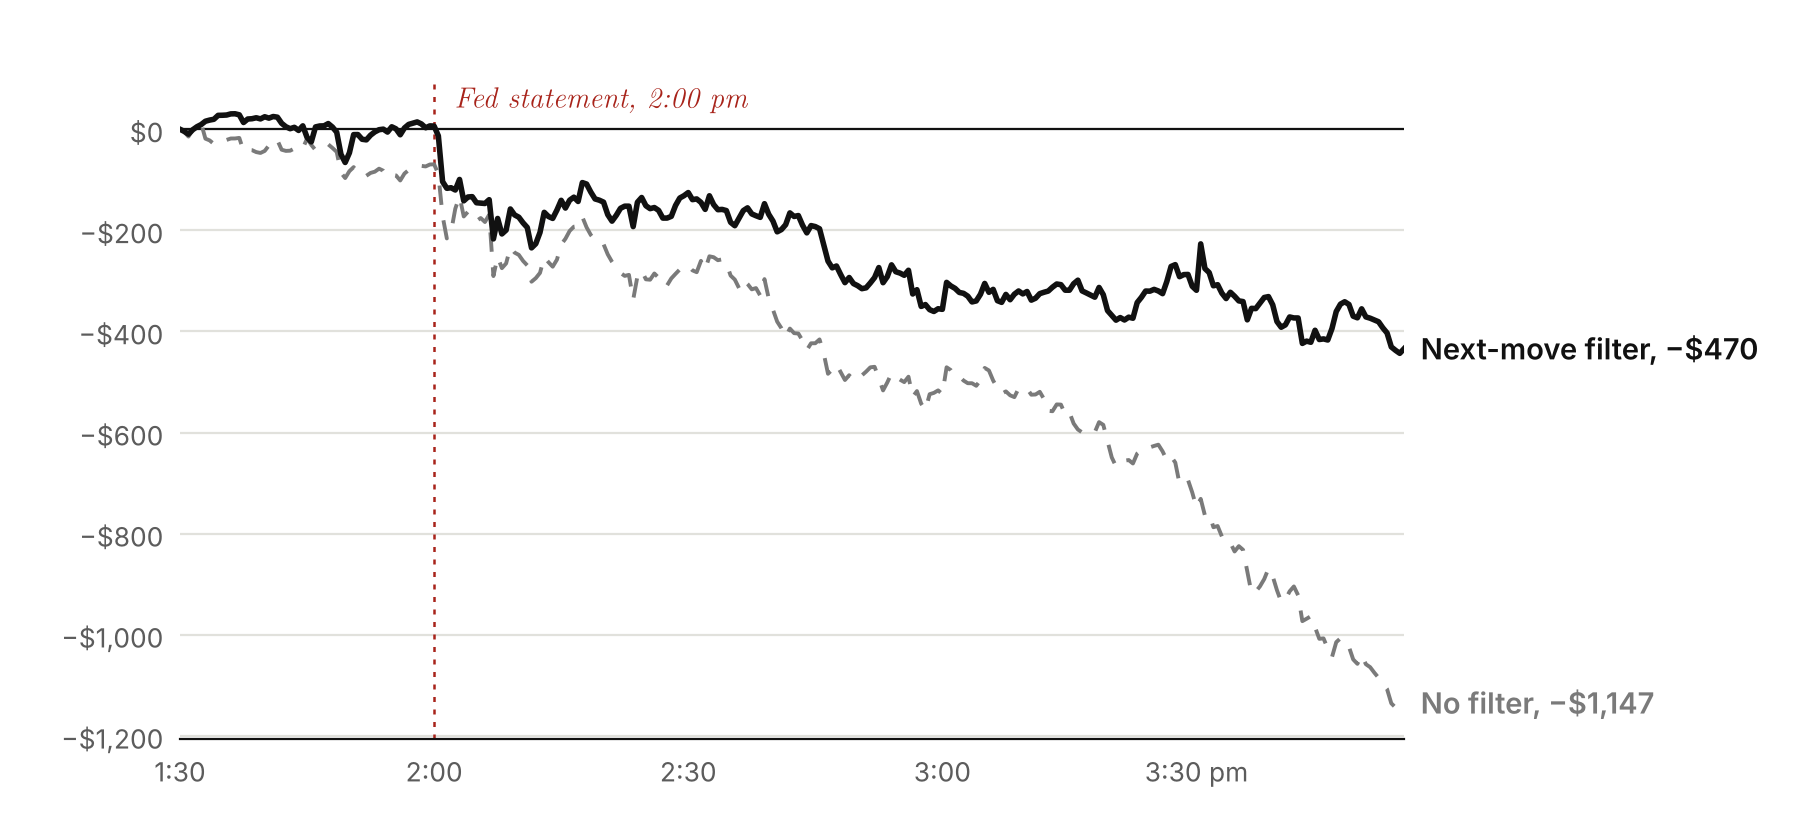 Fed statement, 2:00 pm
$0
−$200
−$400
Next-move filter, −$470
−$600
−$800
−$1,000
No filter, −$1,147
−$1,200
1:30 2:00 2:30 3:00 3:30 pm